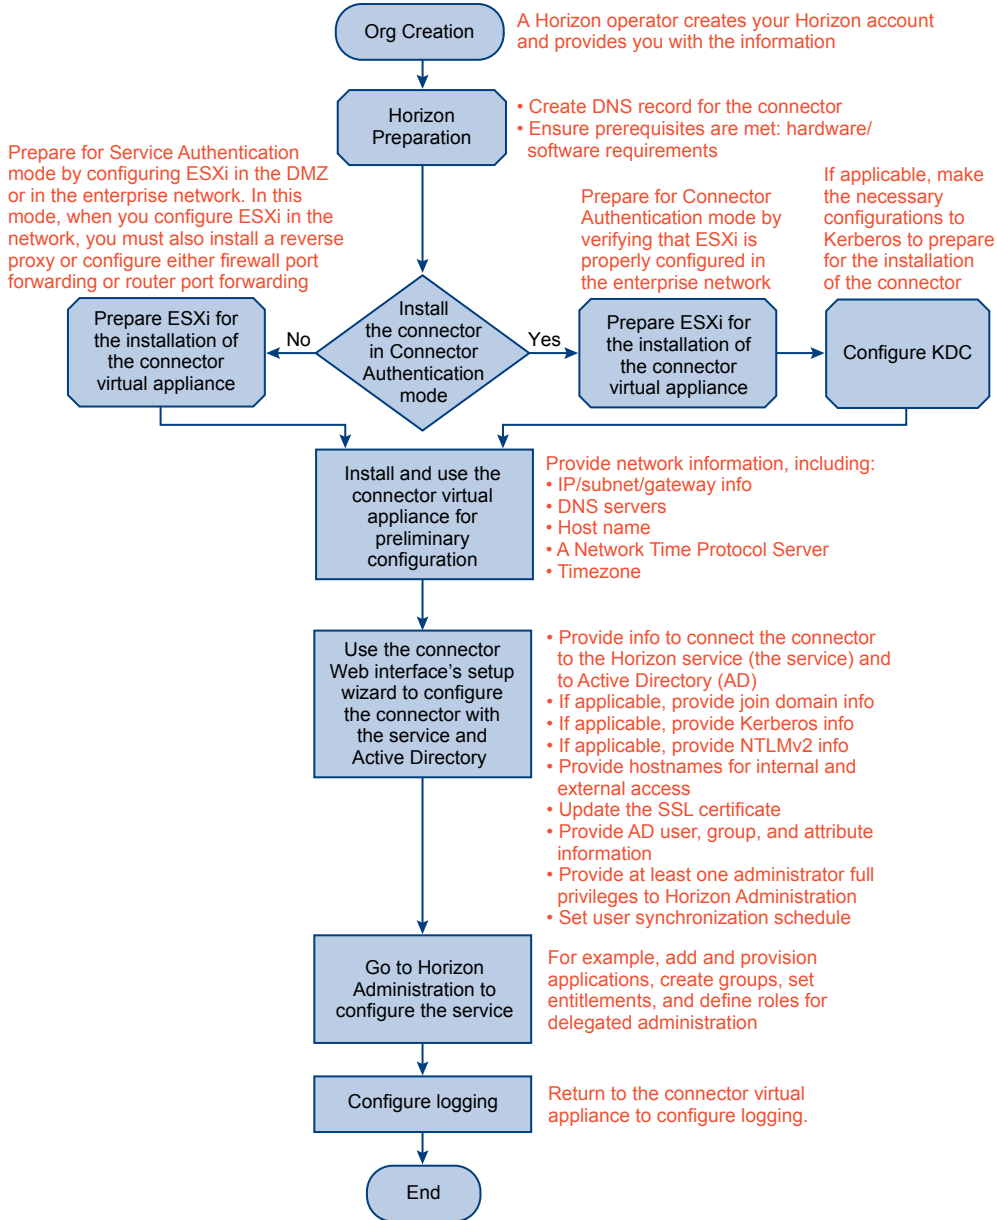 Org Creation
A Horizon operator creates your Horizon account
and provides you with the information
Horizon
Preparation
• Create DNS record for the connector
• Ensure prerequisites are met: hardware/
software requirements
Prepare for Service Authentication
mode by configuring ESXi in the DMZ
or in the enterprise network. In this
mode, when you configure ESXi in the
network, you must also install a reverse
proxy or configure either firewall port
forwarding or router port forwarding
Prepare for Connector
Authentication mode by
verifying that ESXi is
properly configured in
the enterprise network
If applicable, make
the necessary
configurations to
Kerberos to prepare
for the installation
of the connector
Prepare ESXi for
the installation of
the connector
virtual appliance
No
Install
the connector
in Connector
Authentication
mode
Yes
Prepare ESXi for
the installation of
the connector
virtual appliance
Configure KDC
Install and use the
connector virtual
appliance for
preliminary
configuration
Provide network information, including:
• IP/subnet/gateway info
• DNS servers
• Host name
• A Network Time Protocol Server
• Timezone
Use the connector
Web interface's setup
wizard to configure
the connector with
the service and
Active Directory
• Provide info to connect the connector
to the Horizon service (the service) and
to Active Directory (AD)
• If applicable, provide join domain info
• If applicable, provide Kerberos info
• If applicable, provide NTLMv2 info
• Provide hostnames for internal and
external access
• Update the SSL certificate
• Provide AD user, group, and attribute
information
• Provide at least one administrator full
privileges to Horizon Administration
• Set user synchronization schedule
Go to Horizon
Administration to
configure the service
For example, add and provision
applications, create groups, set
entitlements, and define roles for
delegated administration
Configure logging
Return to the connector virtual
appliance to configure logging.
End